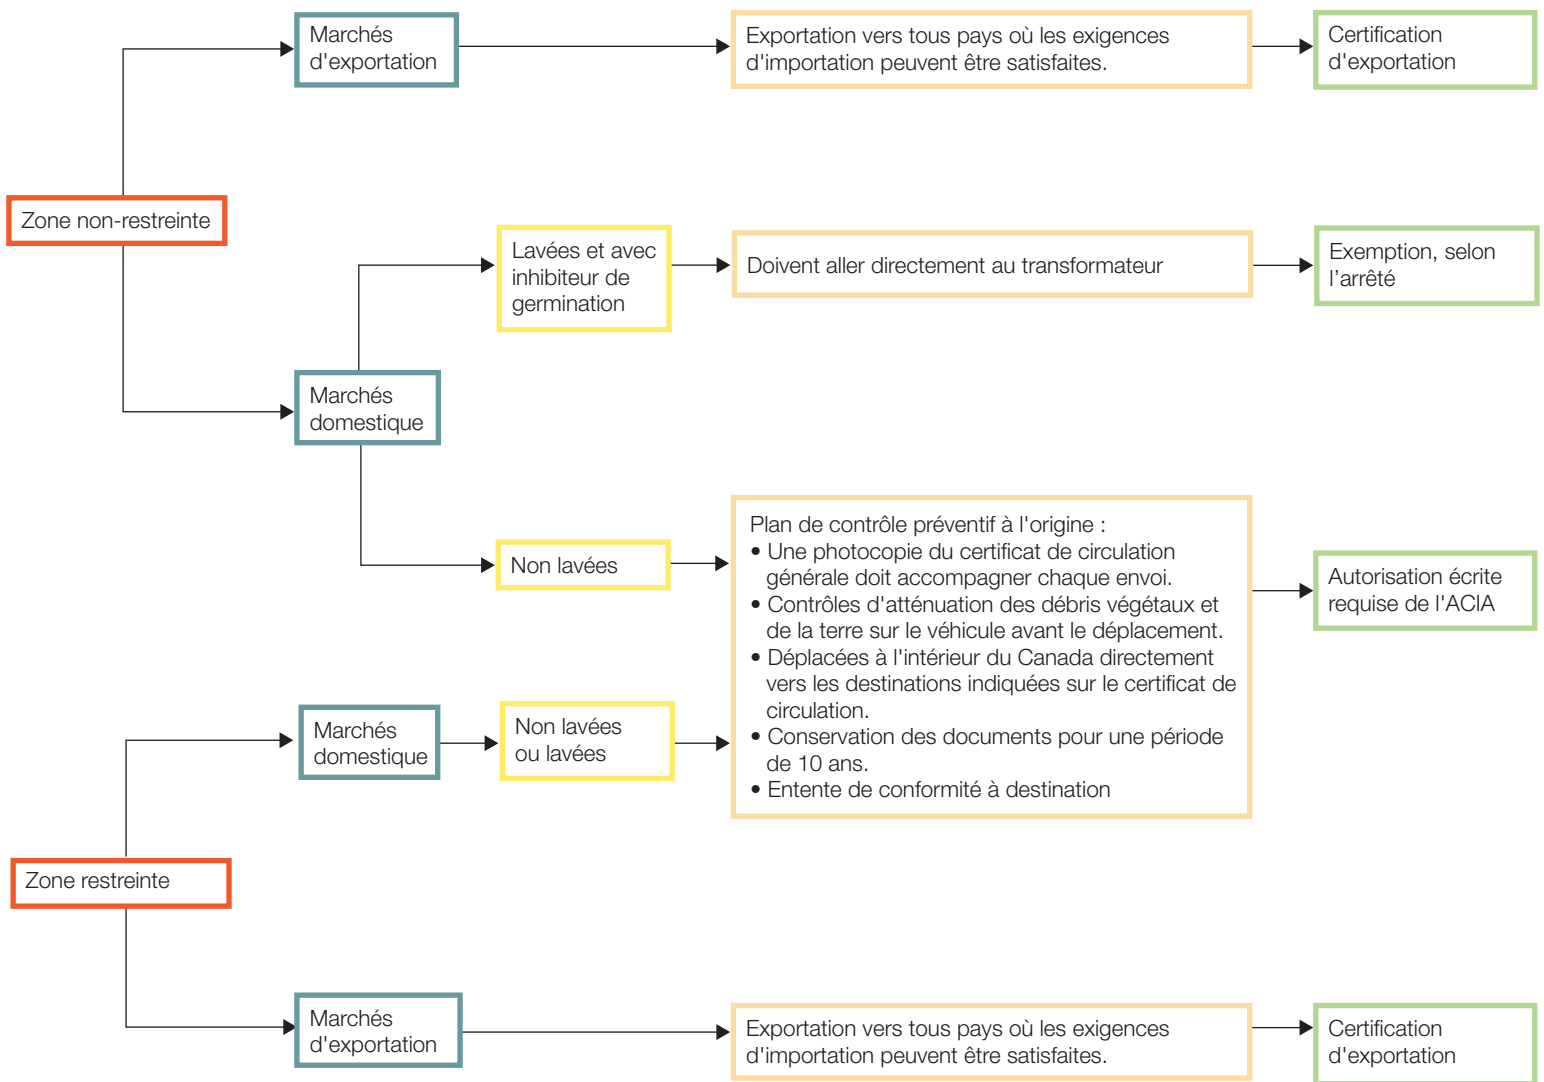 Marchés
d'exportation
Exportation vers tous pays où les exigences
d'importation peuvent être satisfaites.
Certification
d'exportation
Zone non-restreinte
Lavées et avec
inhibiteur de
germination
Doivent aller directement au transformateur
Exemption, selon
l’arrêté
Marchés
domestique
Non lavées
Plan de contrôle préventif à l'origine :
• Une photocopie du certificat de circulation
générale doit accompagner chaque envoi.
• Contrôles d'atténuation des débris végétaux et
de la terre sur le véhicule avant le déplacement.
• Déplacées à l'intérieur du Canada directement
vers les destinations indiquées sur le certificat de
circulation.
• Conservation des documents pour une période
de 10 ans.
• Entente de conformité à destination
Autorisation écrite
requise de l'ACIA
Marchés
domestique
Non lavées
ou lavées
Zone restreinte
Marchés
d'exportation
Exportation vers tous pays où les exigences
d'importation peuvent être satisfaites.
Certification
d'exportation